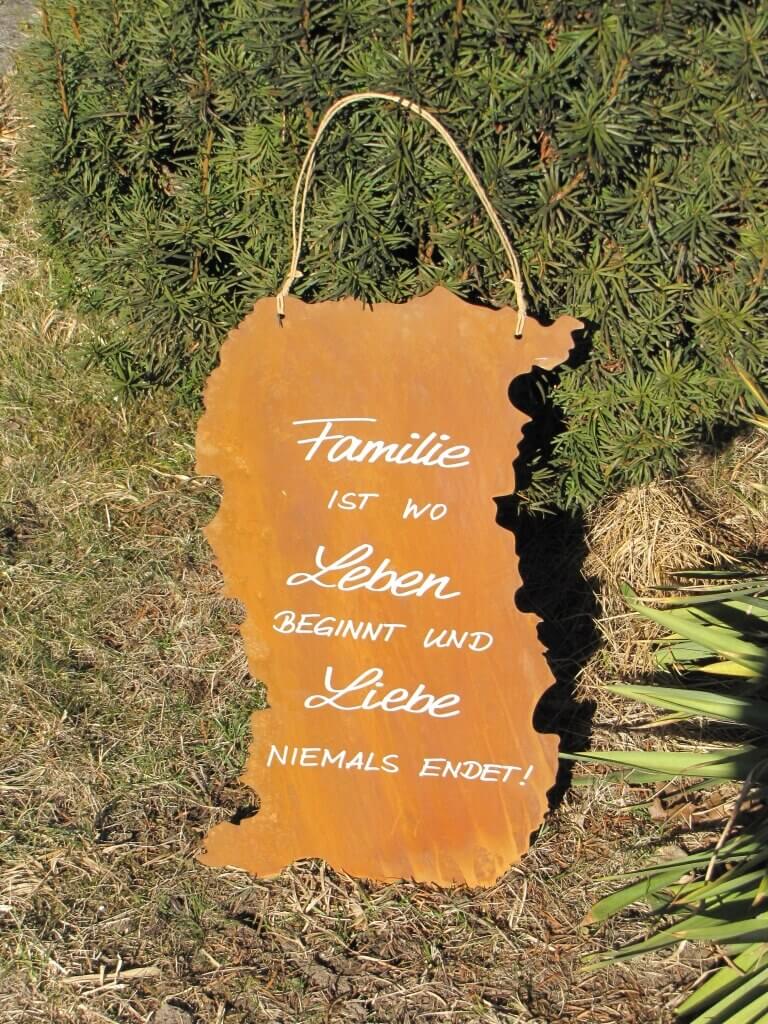 Familie
IST WO
Leben
BEGINNT UND
Liebe
NIEMALS ENDET!